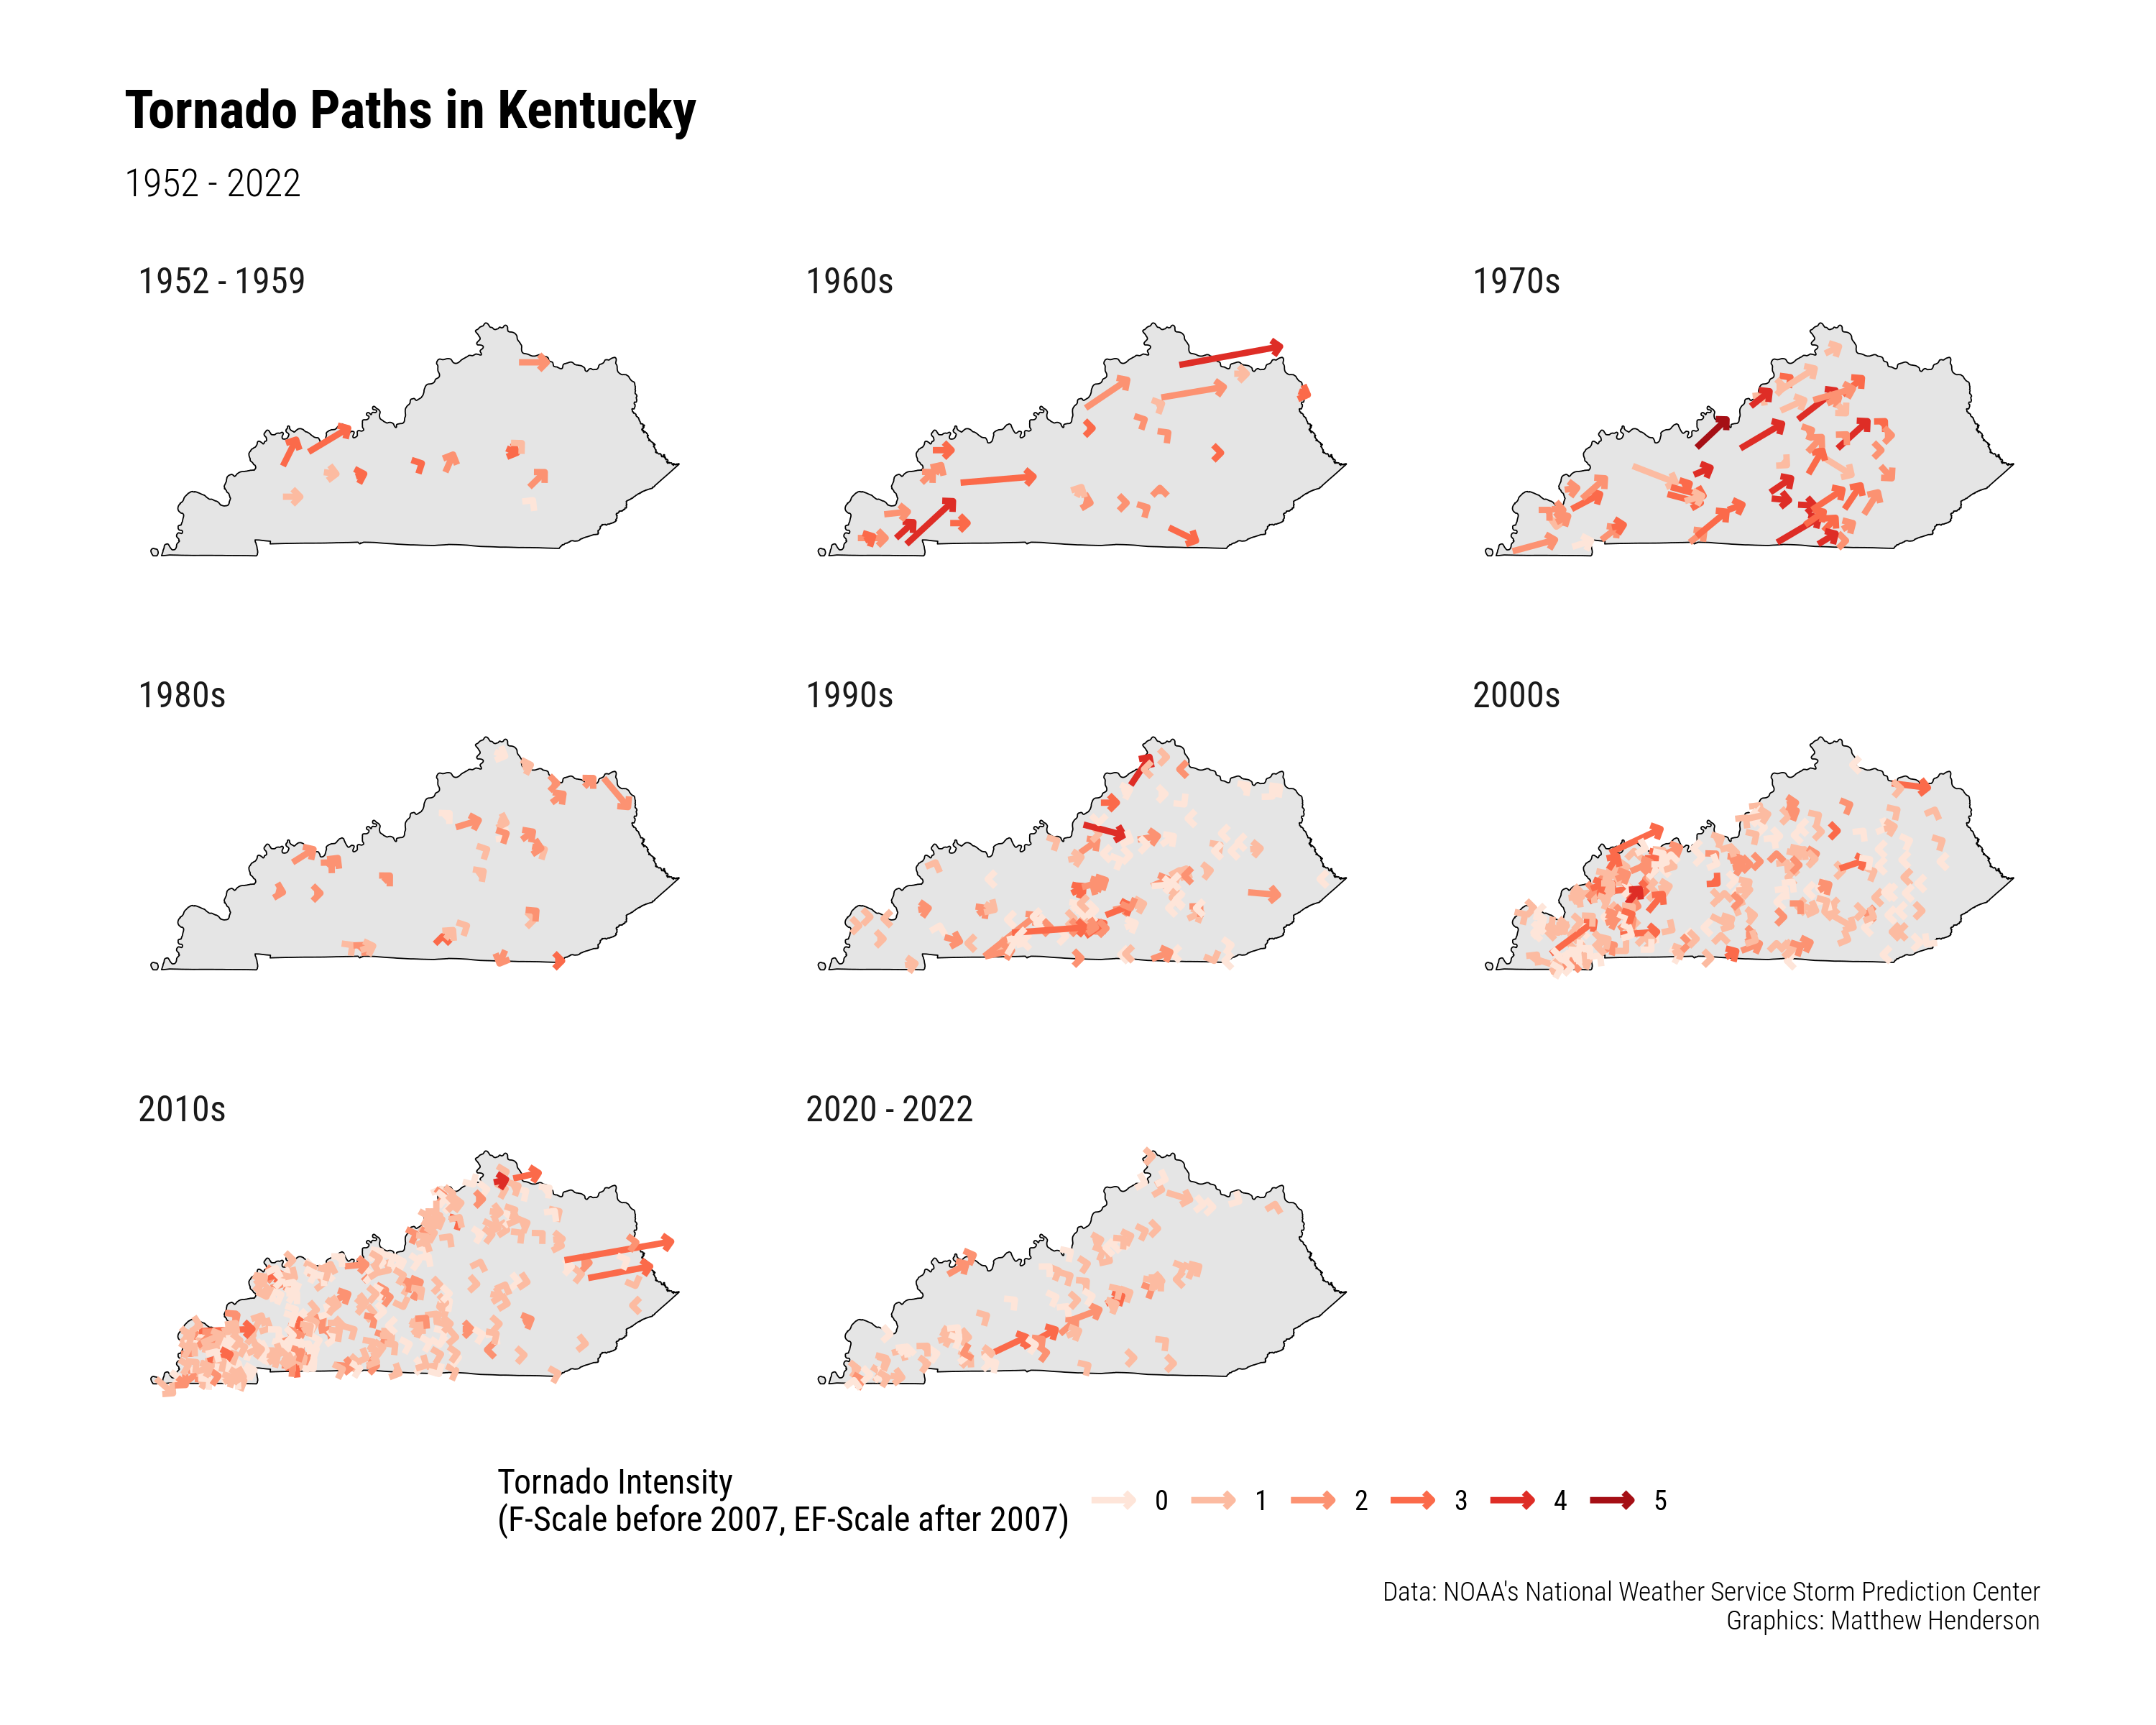 Tornado Paths in Kentucky
1952 - 2022
1952 - 1959
1960s
1970s
1980s
1990s
2000s
2010s
2020 - 2022
Tornado Intensity
(F-Scale before 2007, EF-Scale after 2007)
0 1 2 3 4 5
Data: NOAA's National Weather Service Storm Prediction Center
Graphics: Matthew Henderson